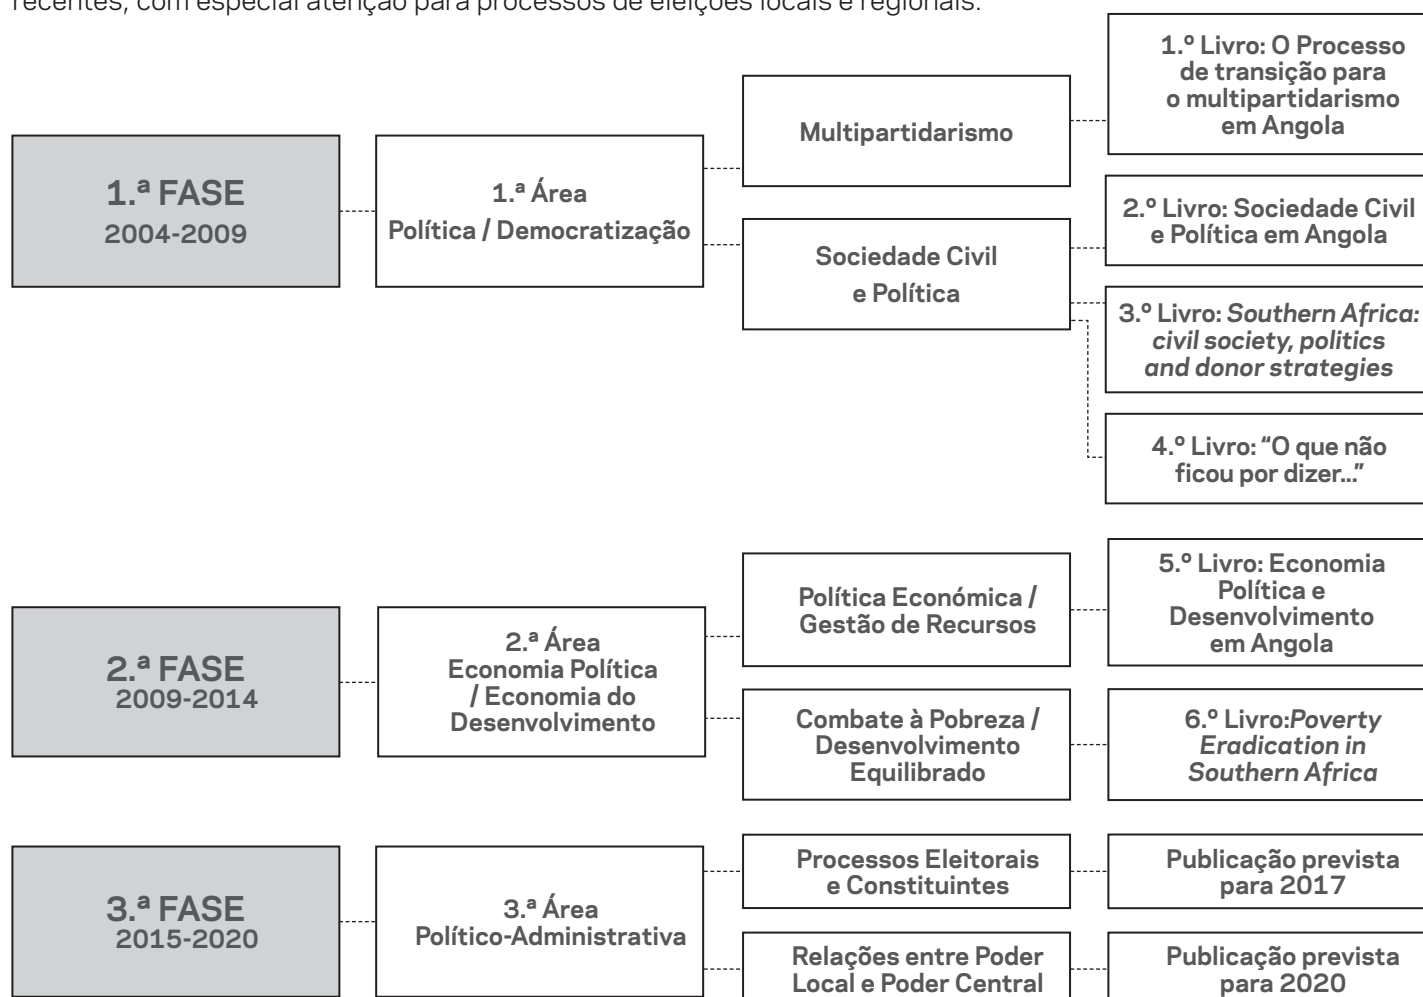 recentes, com especial atenção para processos de eleições locais e regionais.
1.ª FASE
2004-2009
1.ª Área
Política / Democratização
Multipartidarismo
1.º Livro: O Processo
de transição para
o multipartidarismo
em Angola
Sociedade Civil
e Política
2.º Livro: Sociedade Civil
e Política em Angola
3.º Livro: Southern Africa:
civil society, politics
and donor strategies
4.º Livro: “O que não
ficou por dizer...”
2.ª FASE
2009-2014
2.ª Área
Economia Política
/ Economia do
Desenvolvimento
Política Económica /
Gestão de Recursos
5.º Livro: Economia
Política e
Desenvolvimento
em Angola
Combate à Pobreza /
Desenvolvimento
Equilibrado
6.º Livro:Poverty
Eradication in
Southern Africa
3.ª FASE
2015-2020
3.ª Área
Político-Administrativa
Processos Eleitorais
e Constituintes
Publicação prevista
para 2017
Relações entre Poder
Local e Poder Central
Publicação prevista
para 2020